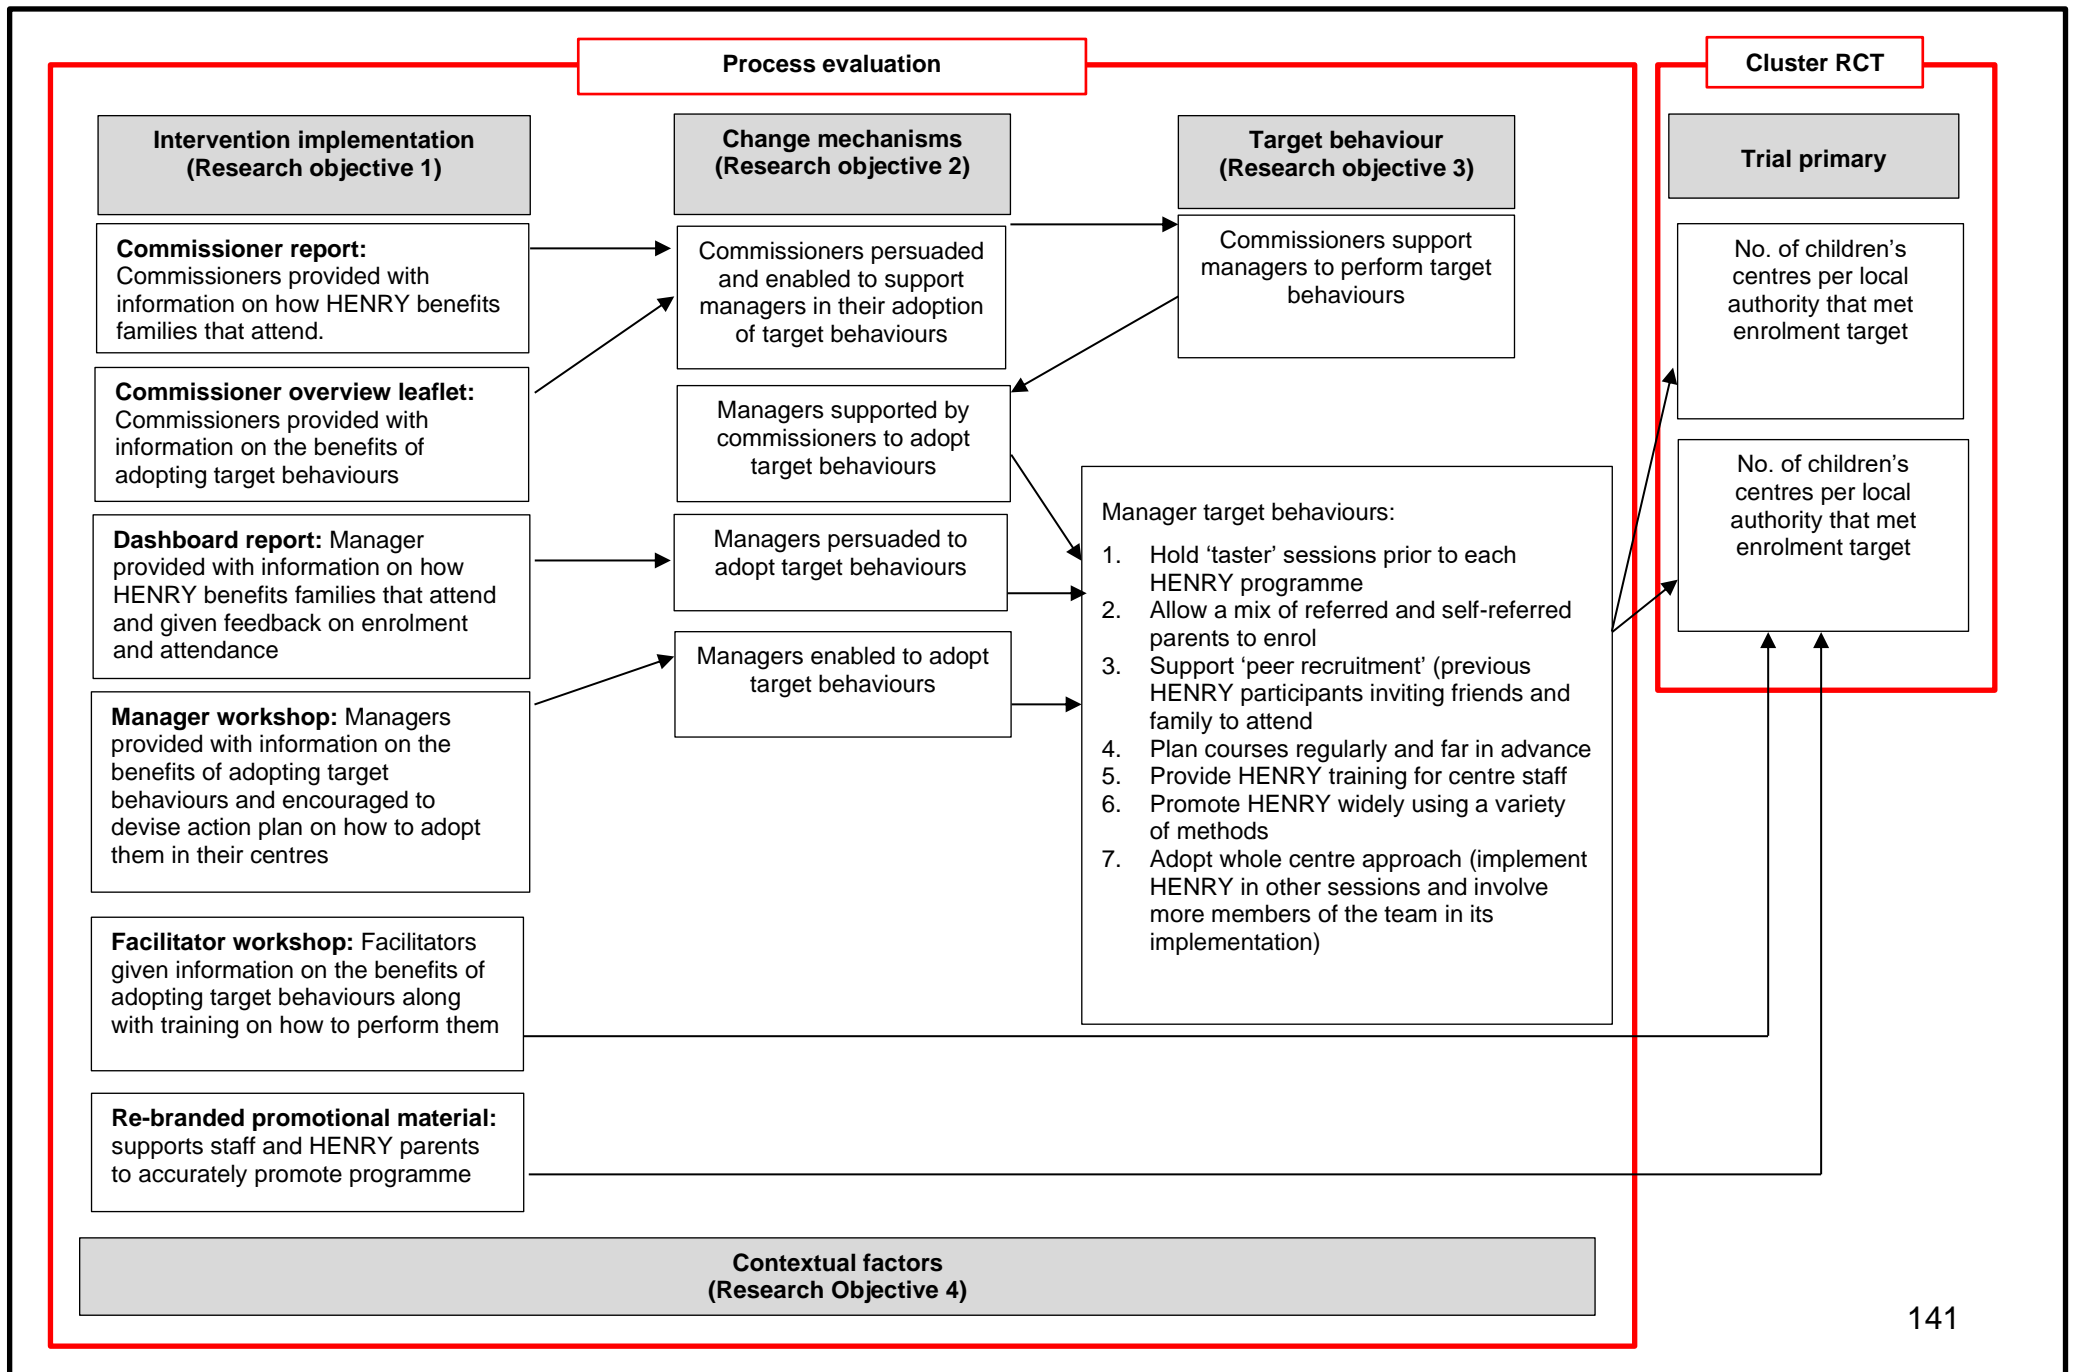 Process evaluation
Cluster RCT
Intervention implementation
(Research objective 1)
Change mechanisms
(Research objective 2)
Target behaviour
(Research objective 3)
Trial primary
Commissioner report:
Commissioners provided with
information on how HENRY benefits
families that attend.
Commissioner overview leaflet:
Commissioners provided with
information on the benefits of
adopting target behaviours
Dashboard report: Manager
provided with information on how
HENRY benefits families that attend
and given feedback on enrolment
and attendance
Manager workshop: Managers
provided with information on the
benefits of adopting target
behaviours and encouraged to
devise action plan on how to adopt
them in their centres
Facilitator workshop: Facilitators
given information on the benefits of
adopting target behaviours along
with training on how to perform them
Re-branded promotional material:
supports staff and HENRY parents
to accurately promote programme
Commissioners persuaded
and enabled to support
managers in their adoption
of target behaviours
Managers supported by
commissioners to adopt
target behaviours
Managers persuaded to
adopt target behaviours
Managers enabled to adopt
target behaviours
Commissioners support
managers to perform target
behaviours
Manager target behaviours:
1. Hold ‘taster’ sessions prior to each
HENRY programme
2. Allow a mix of referred and self-referred
parents to enrol
3. Support ‘peer recruitment’ (previous
HENRY participants inviting friends and
family to attend
4. Plan courses regularly and far in advance
5. Provide HENRY training for centre staff
6. Promote HENRY widely using a variety
of methods
7. Adopt whole centre approach (implement
HENRY in other sessions and involve
more members of the team in its
implementation)
No. of children’s
centres per local
authority that met
enrolment target
No. of children’s
centres per local
authority that met
enrolment target
Contextual factors
(Research Objective 4)
141